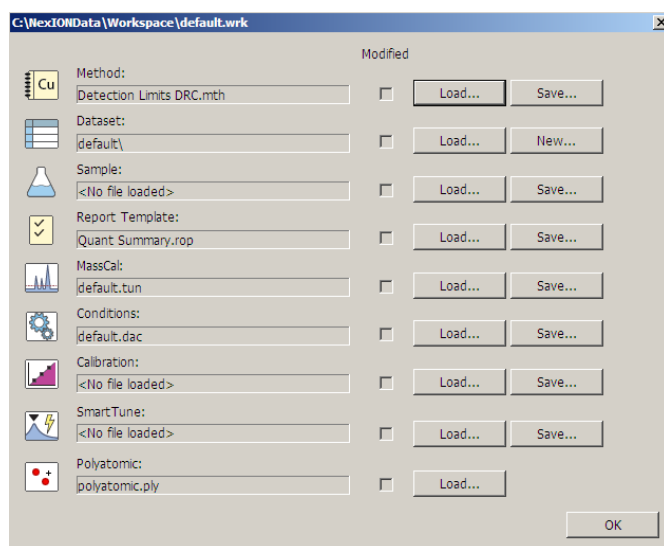 C:\NexIONData\Workspace\default.wrk
Modified
Method:
Cu
Detection Limits DRC.mth
Load...
Save...
Dataset:
default\
Load...
New...
Sample:
<No file loaded>
Load...
Save...
Report Template:
Quant Summary.rop
Load...
Save...
MassCal:
default.tun
Load...
Save...
Conditions:
default.dac
Load...
Save...
Calibration:
<No file loaded>
Load...
Save...
SmartTune:
<No file loaded>
Load...
Save...
Polyatomic:
polyatomic.ply
Load...
OK